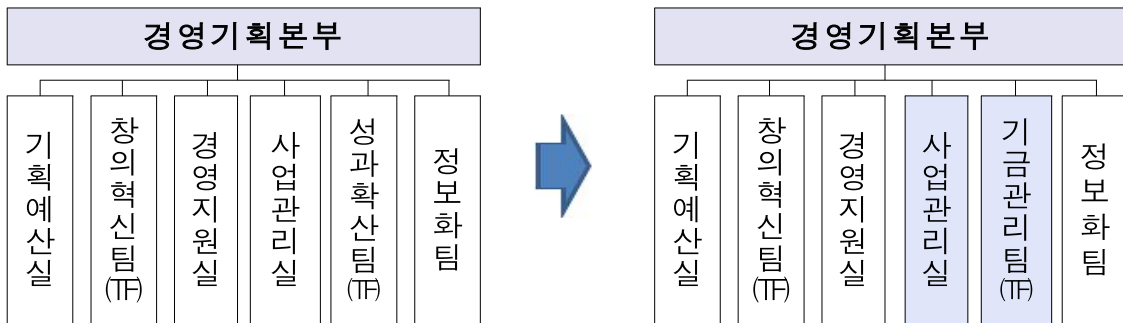 경영기획본부
기획예산실
창의혁신팀(TF)
경영지원실
사업관리실
성과확산팀(TF)
정보화팀
경영기획본부
기획예산실
창의혁신팀(TF)
경영지원실
사업관리실
기금관리팀(TF)
정보화팀